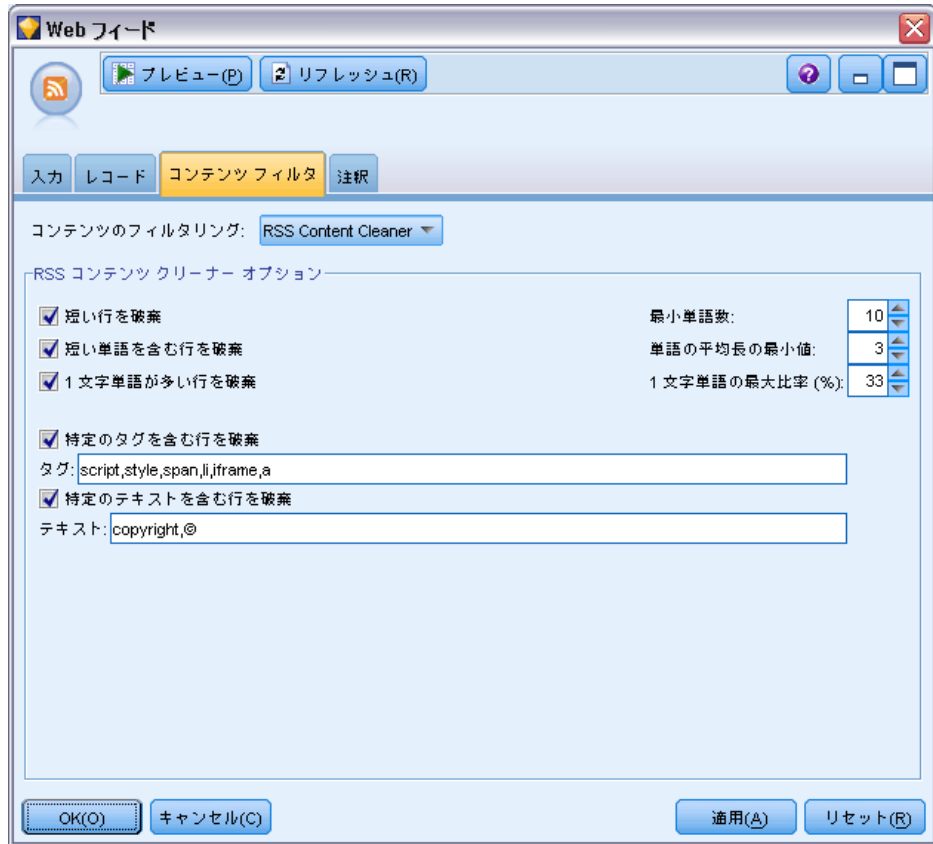 Web フィード
プレビュー(P) リフレッシュ(R)
入力 レコード コンテンツ フィルタ 注釈
コンテンツのフィルタリング: RSS Content Cleaner
RSS コンテンツ クリーナー オプション
短い行を破棄 最小単語数: 10
短い単語を含む行を破棄 単語の平均長の最小値: 3
1 文字単語が多い行を破棄 1 文字単語の最大比率 (%): 33
特定のタグを含む行を破棄
タグ: script,style,span,li,iframe,a
特定のテキストを含む行を破棄
テキスト: copyright,©
OK(O) キャンセル(C) 適用(A) リセット(R)